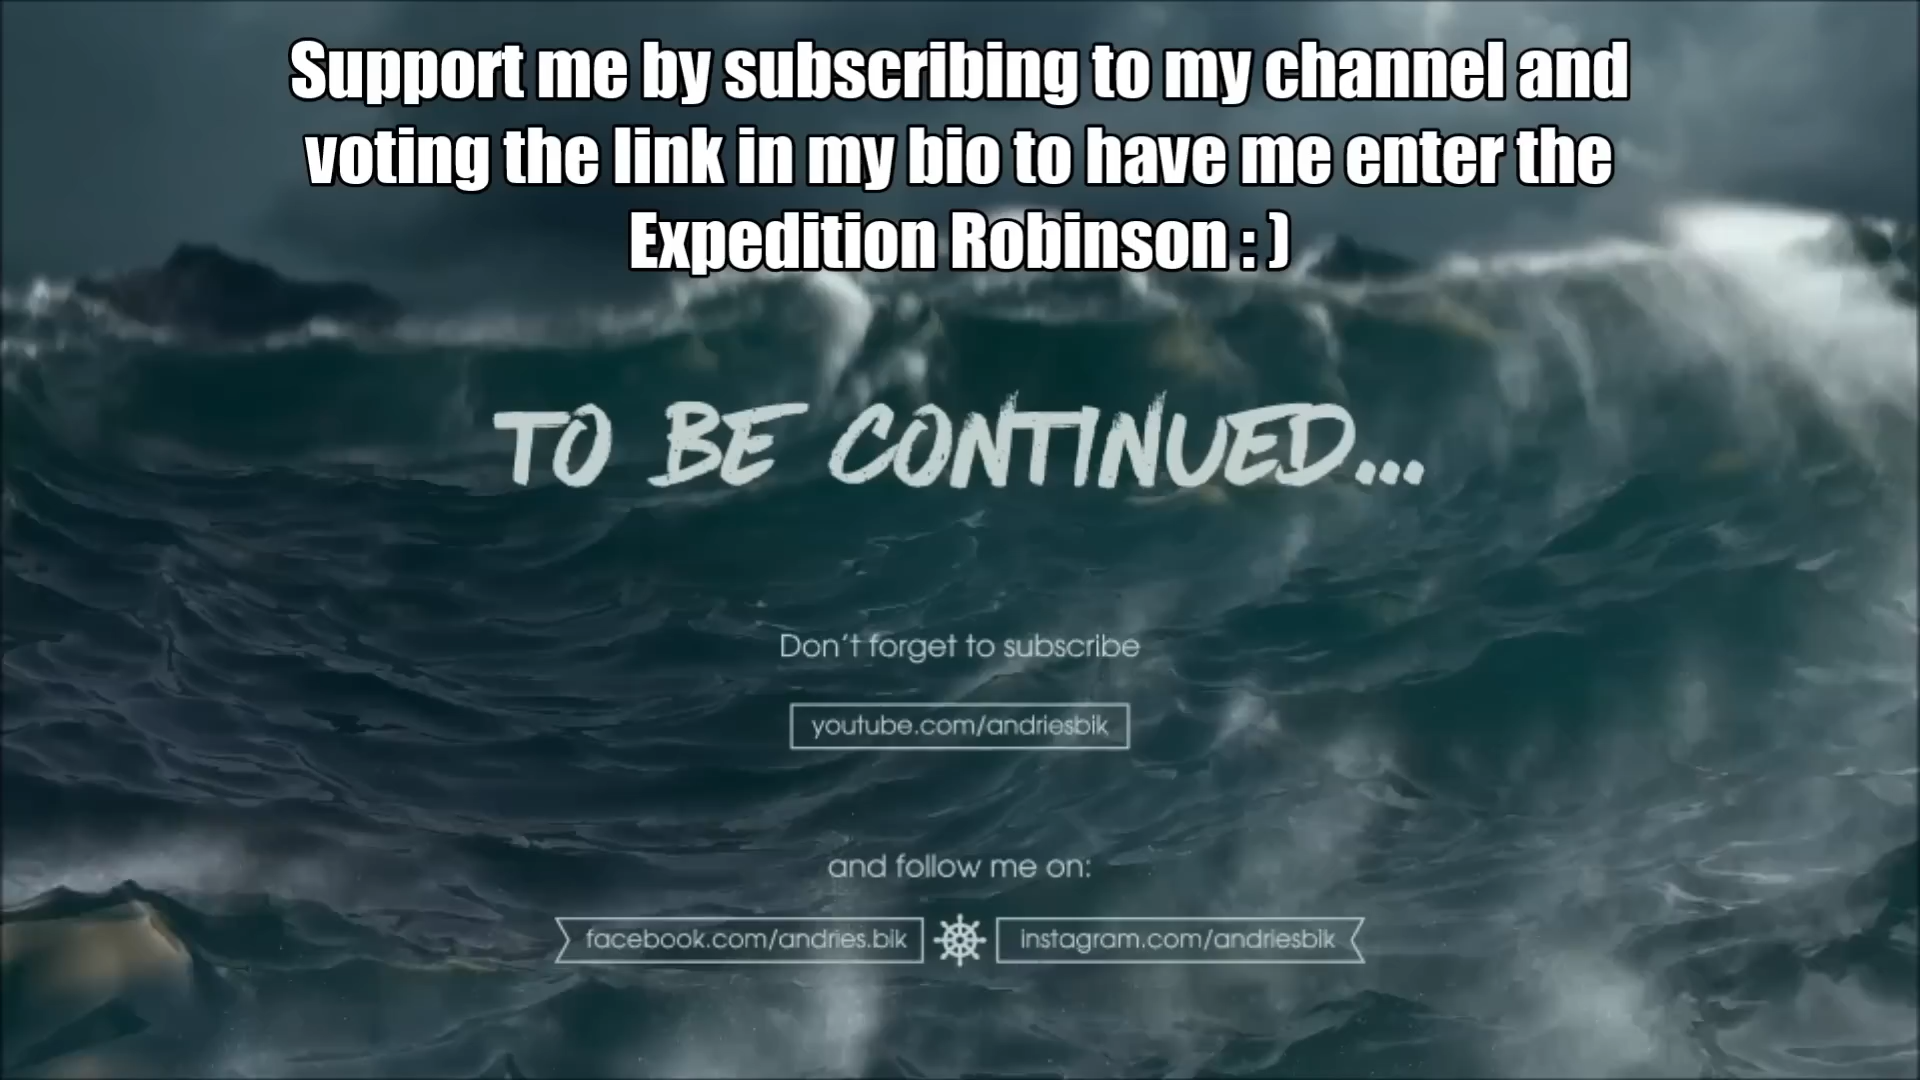 Support me by subscribing to my channel and
voting the link in my bio to have me enter the
Expedition Robinson : )
TO BE CONTINUED...
Don't forget to subscribe
youtube.com/andriesbik
and follow me on:
facebook.com/andries.bik
instagram.com/andriesbik